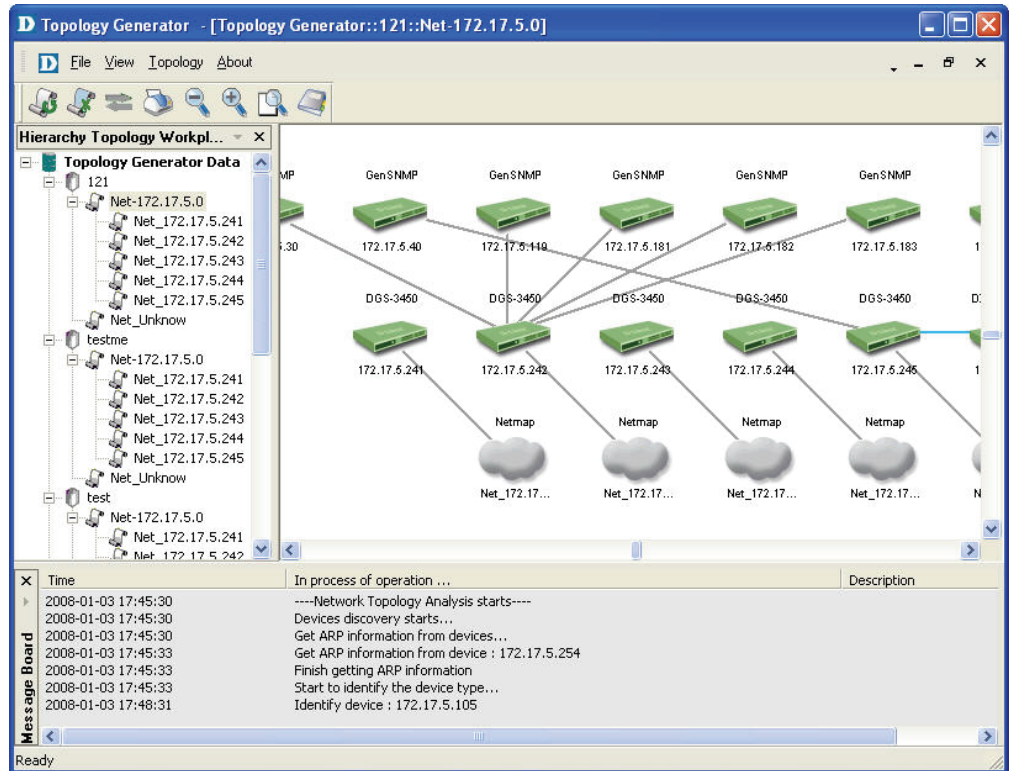 D Topology Generator - [Topology Generator::121::Net-172.17.5.0]
D File View Topology About
Hierarchy Topology Workpl...
Topology Generator Data
121
Net-172.17.5.0
Net_172.17.5.241
Net_172.17.5.242
Net_172.17.5.243
Net_172.17.5.244
Net_172.17.5.245
Net_Unknow
testme
Net-172.17.5.0
Net_172.17.5.241
Net_172.17.5.242
Net_172.17.5.243
Net_172.17.5.244
Net_172.17.5.245
Net_Unknow
test
Net-172.17.5.0
Net_172.17.5.241
Net_172.17.5.242
MP GenSNMP GenSNMP GenSNMP GenSNMP GenSNMP
.30 172.17.5.40 172.17.5.119 172.17.5.181 172.17.5.182 172.17.5.183 1
DGS-3450 DGS-3450 DGS-3450 DGS-3450 DGS-3450 D
172.17.5.241 172.17.5.242 172.17.5.243 172.17.5.244 172.17.5.245 1
Netmap Netmap Netmap Netmap
Net_172.17... Net_172.17... Net_172.17... Net_172.17... N
Message Board
Time In process of operation ... Description
2008-01-03 17:45:30 ----Network Topology Analysis starts----
2008-01-03 17:45:30 Devices discovery starts...
2008-01-03 17:45:30 Get ARP information from devices...
2008-01-03 17:45:33 Get ARP information from device : 172.17.5.254
2008-01-03 17:45:33 Finish getting ARP information
2008-01-03 17:45:33 Start to identify the device type...
2008-01-03 17:48:31 Identify device : 172.17.5.105
Ready